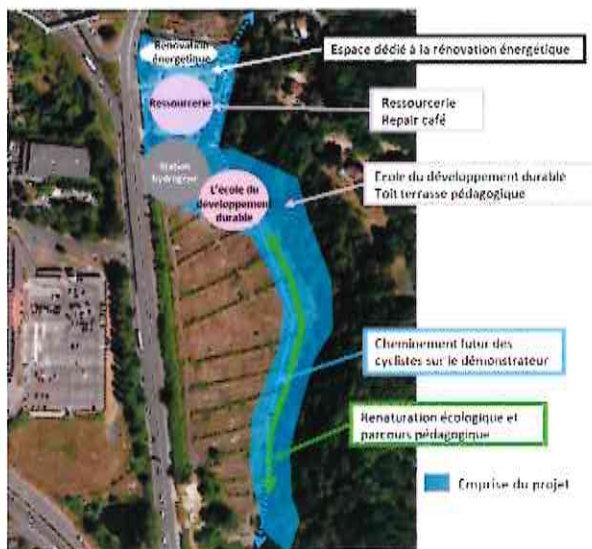 Rénovation
énergétique
Espace dédié à la rénovation énergétique
Ressourcerie
Ressourcerie
Repair café
Station
hydrogène
L'école du
développement
durable
Ecole du développement durable
Toit terrasse pédagogique
Cheminement futur des
cyclistes sur le démonstrateur
Renaturation écologique et
parcours pédagogique
Emprise du projet